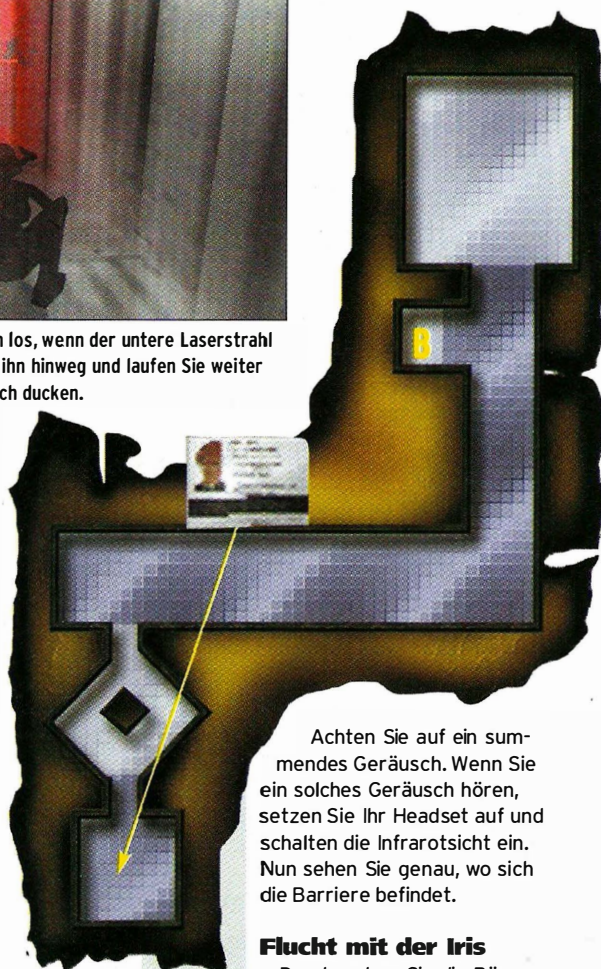 los, wenn der untere Laserstrahl
ihn hinweg und laufen Sie weiter
ducken.
B
Achten Sie auf ein sum-
mendes Geräusch. Wenn Sie
ein solches Geräusch hören,
setzen Sie Ihr Headset auf und
schalten die Infrarotsicht ein.
Nun sehen Sie genau, wo sich
die Barriere befindet.
Flucht mit der Iris